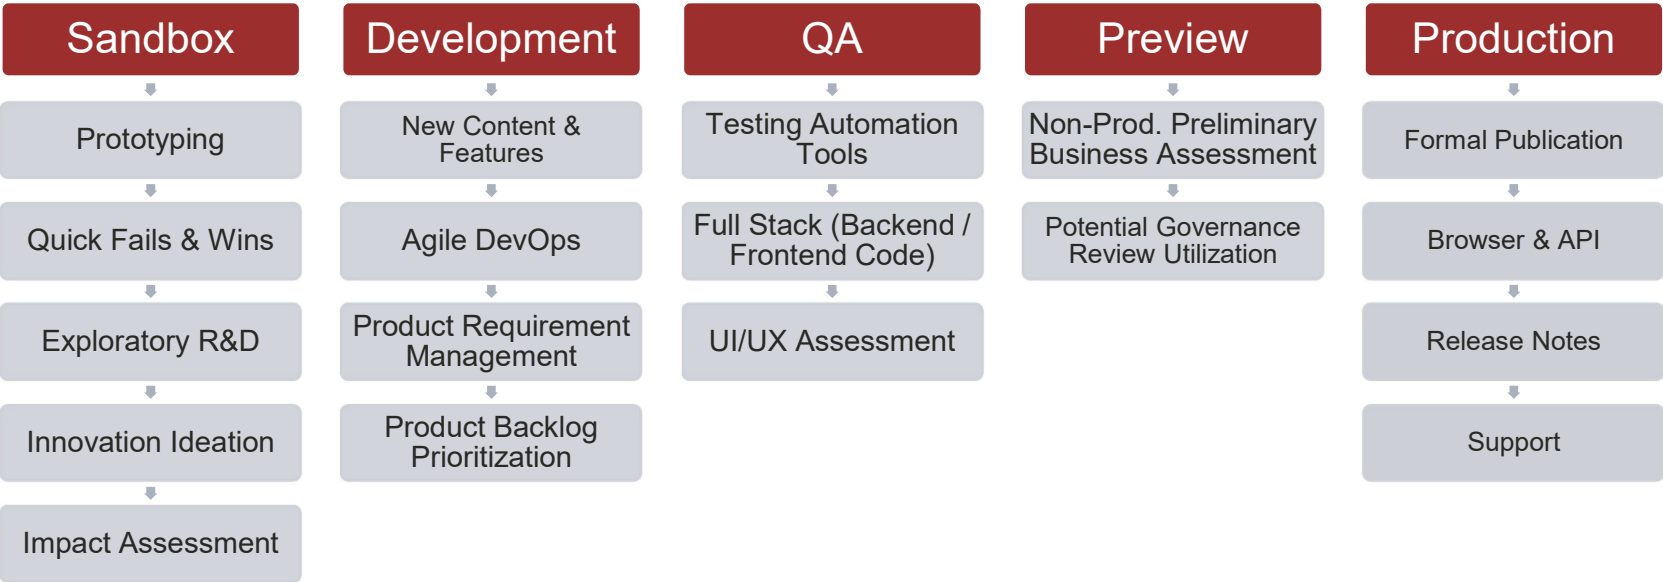 Sandbox
Prototyping
Quick Fails & Wins
Exploratory R&D
Innovation Ideation
Impact Assessment
Development
New Content &
Features
Agile DevOps
Product Requirement
Management
Product Backlog
Prioritization
QA
Testing Automation
Tools
Full Stack (Backend /
Frontend Code)
UI/UX Assessment
Preview
Non-Prod. Preliminary
Business Assessment
Potential Governance
Review Utilization
Production
Formal Publication
Browser & API
Release Notes
Support